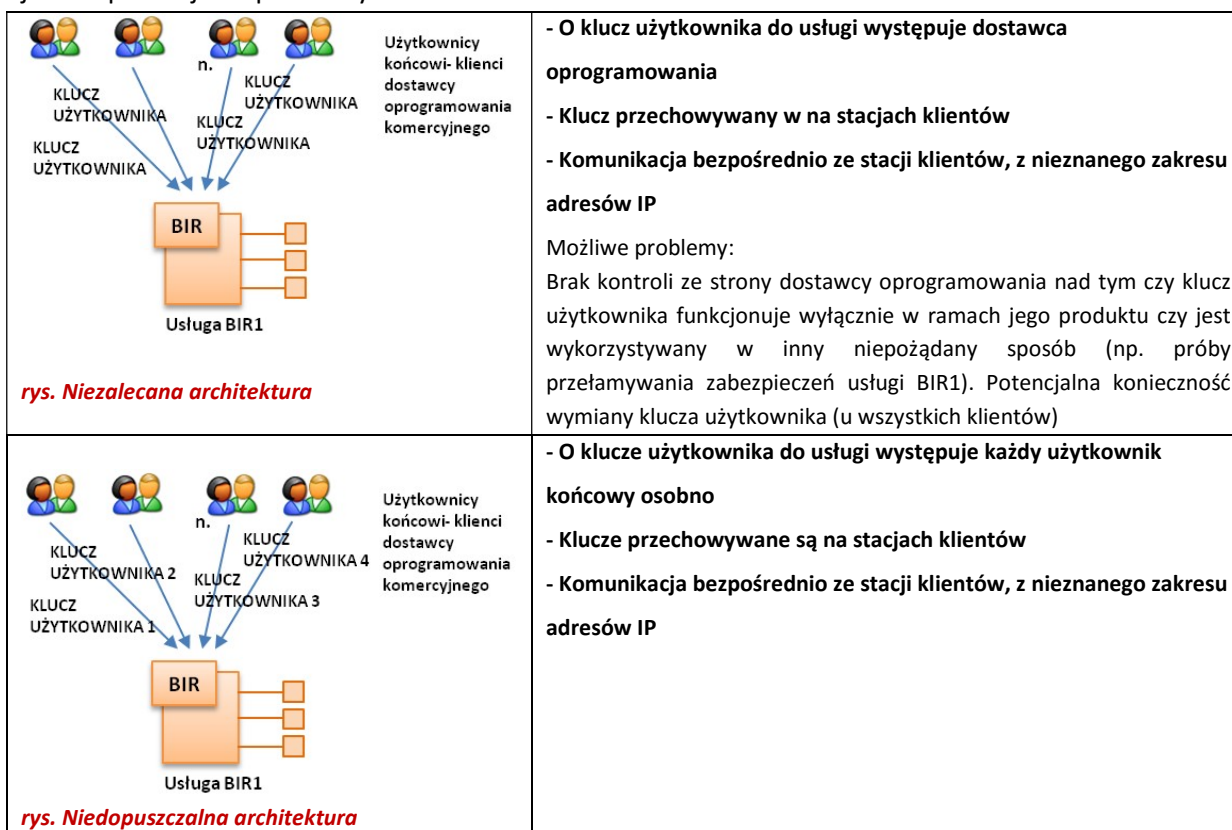 n.
KLUCZ
UŻYTKOWNIKA
KLUCZ
UŻYTKOWNIKA
KLUCZ
UŻYTKOWNIKA
KLUCZ
UŻYTKOWNIKA
Użytkownicy
końcowi- klienci
dostawcy
oprogramowania
komercyjnego
BIR
Usługa BIR1
rys. Niezalecana architektura
- O klucz użytkownika do usługi występuje dostawca
oprogramowania
- Klucz przechowywany w na stacjach klientów
- Komunikacja bezpośrednio ze stacji klientów, z nieznanego zakresu
adresów IP
Możliwe problemy:
Brak kontroli ze strony dostawcy oprogramowania nad tym czy klucz
użytkownika funkcjonuje wyłącznie w ramach jego produktu czy jest
wykorzystywany w inny niepożądany sposób (np. próby
przełamywania zabezpieczeń usługi BIR1). Potencjalna konieczność
wymiany klucza użytkownika (u wszystkich klientów)
n.
KLUCZ
UŻYTKOWNIKA 2
KLUCZ
UŻYTKOWNIKA 4
KLUCZ
UŻYTKOWNIKA 3
KLUCZ
UŻYTKOWNIKA 1
Użytkownicy
końcowi- klienci
dostawcy
oprogramowania
komercyjnego
BIR
Usługa BIR1
rys. Niedopuszczalna architektura
- O klucze użytkownika do usługi występuje każdy użytkownik
końcowy osobno
- Klucze przechowywane są na stacjach klientów
- Komunikacja bezpośrednio ze stacji klientów, z nieznanego zakresu
adresów IP